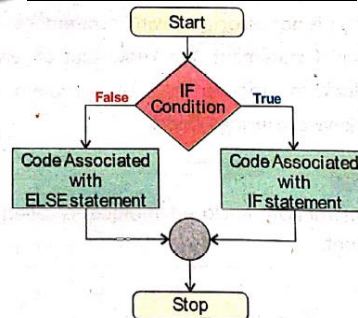 Start
IF
Condition
False
True
Code Associated
with
ELSE statement
Code Associated
with
IF statement
Stop